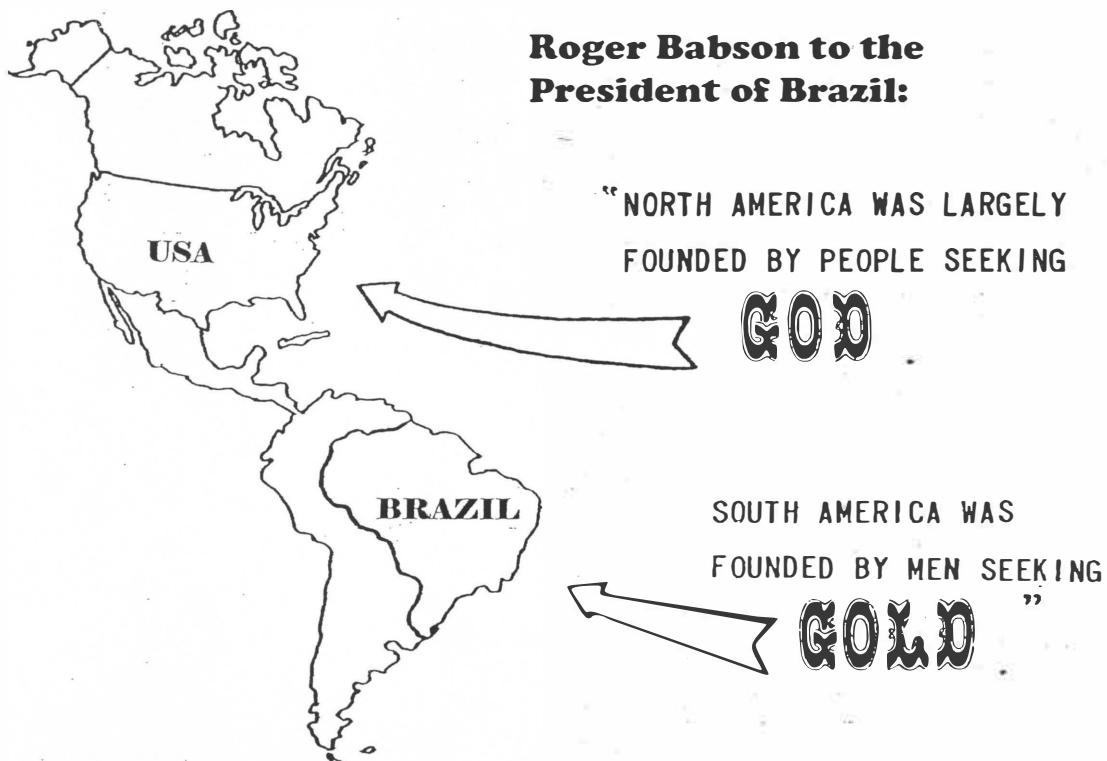 Roger Babson to the
President of Brazil:
"NORTH AMERICA WAS LARGELY
FOUNDED BY PEOPLE SEEKING
GOD
USA
BRAZIL
SOUTH AMERICA WAS
FOUNDED BY MEN SEEKING
GOLD"